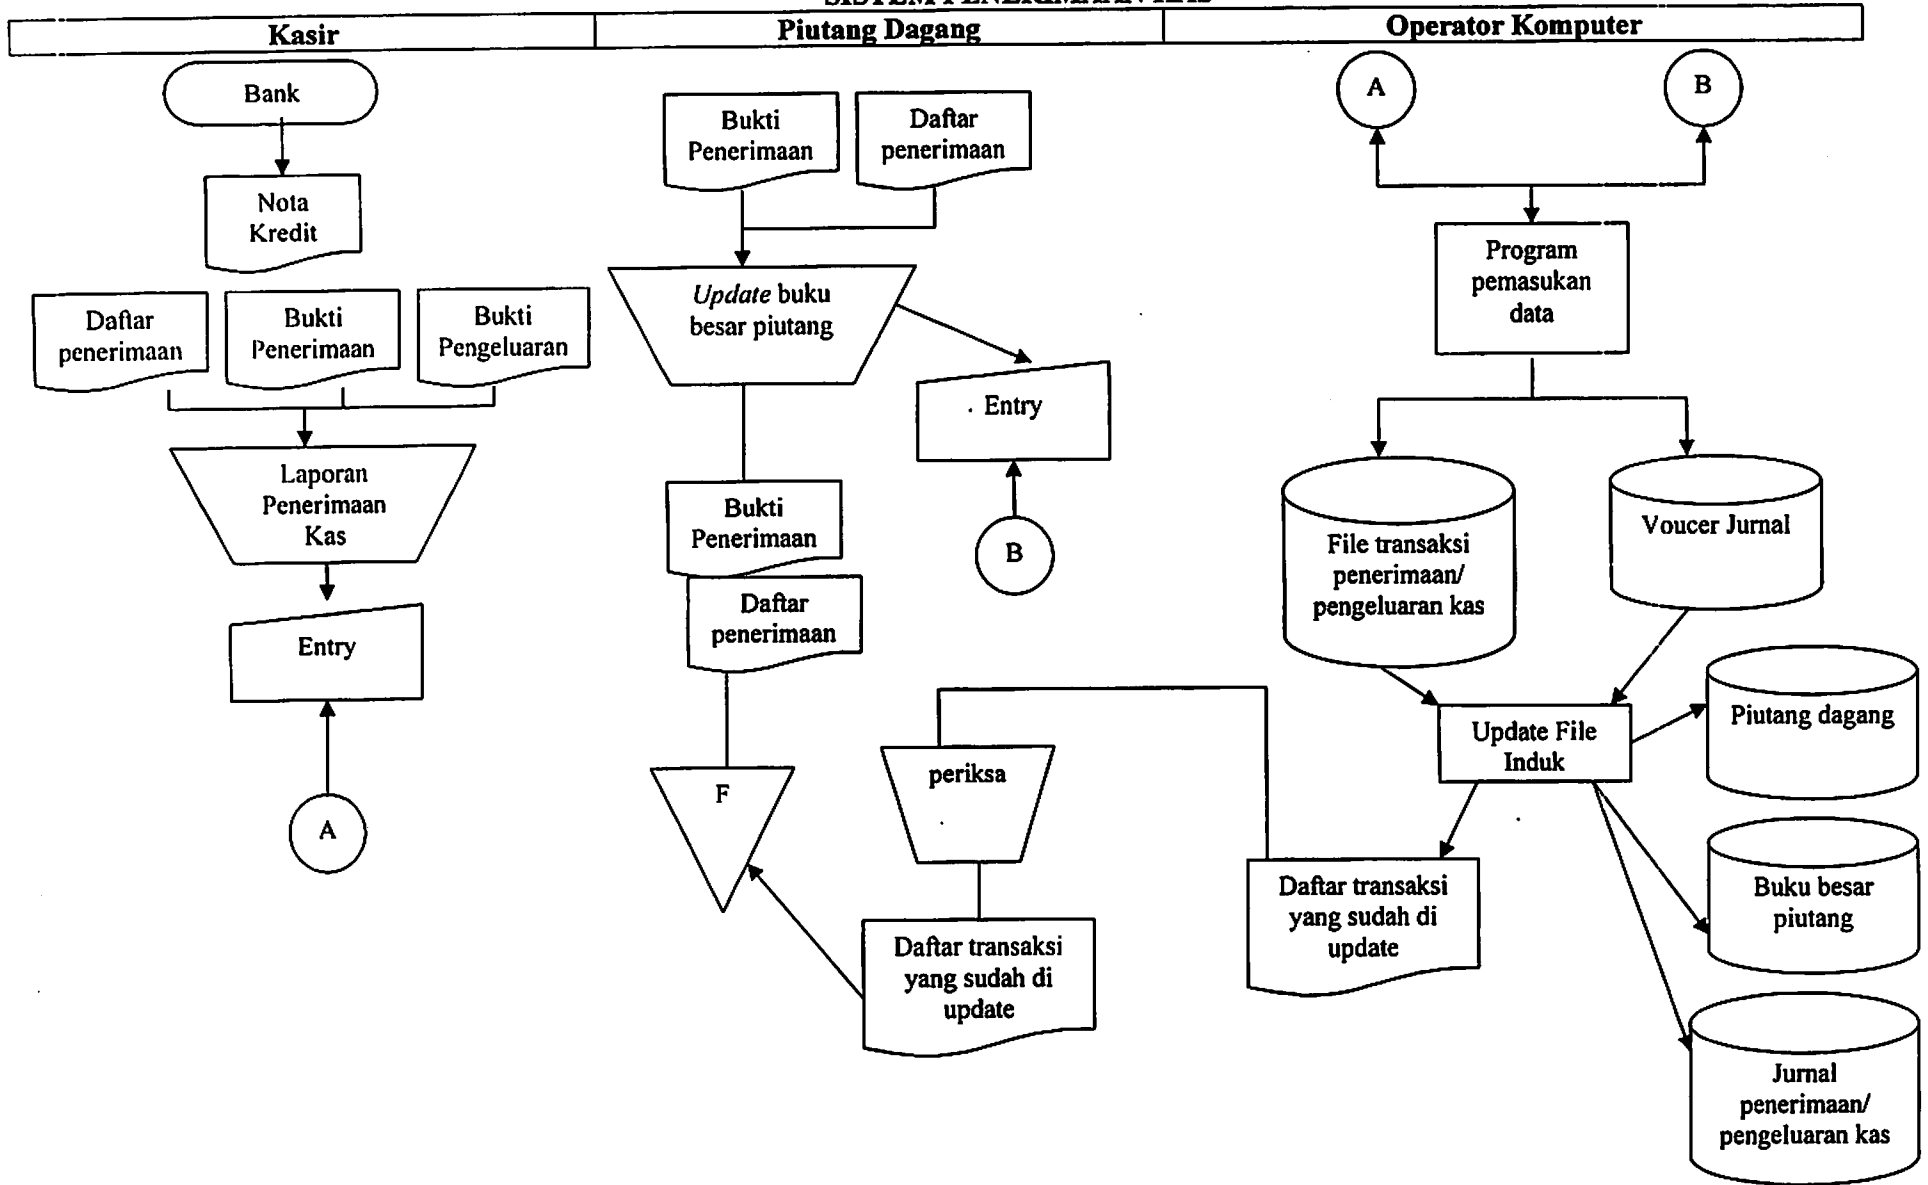 Kasir
Piutang Dagang
Operator Komputer
Bank
Nota
Kredit
Daftar
penerimaan
Bukti
Penerimaan
Bukti
Pengeluaran
Laporan
Penerimaan
Kas
Entry
A
Bukti
Penerimaan
Daftar
penerimaan
Update buku
besar piutang
Entry
B
Bukti
Penerimaan
Daftar
penerimaan
F
periksa
Daftar transaksi
yang sudah di
update
A
B
Program
pemasukan
data
File transaksi
penerimaan/
pengeluaran kas
Voucer Jurnal
Update File
Induk
Piutang dagang
Daftar transaksi
yang sudah di
update
Buku besar
piutang
Jurnal
penerimaan/
pengeluaran kas